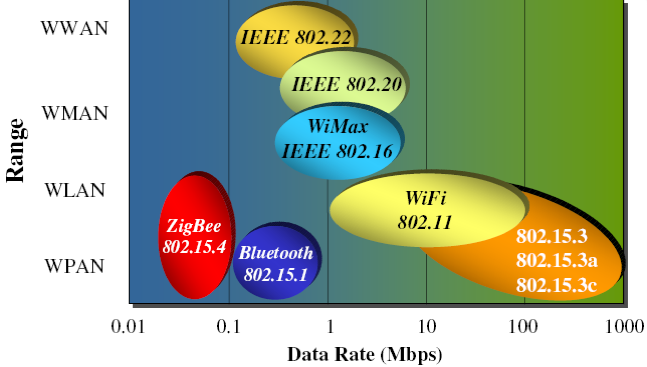 WWAN
IEEE 802.22
IEEE 802.20
WMAN
WiMax
IEEE 802.16
Range
WLAN
WiFi
802.11
ZigBee
802.15.4
Bluetooth
802.15.1
802.15.3
802.15.3a
802.15.3c
WPAN
0.01 0.1 1 10 100 1000
Data Rate (Mbps)